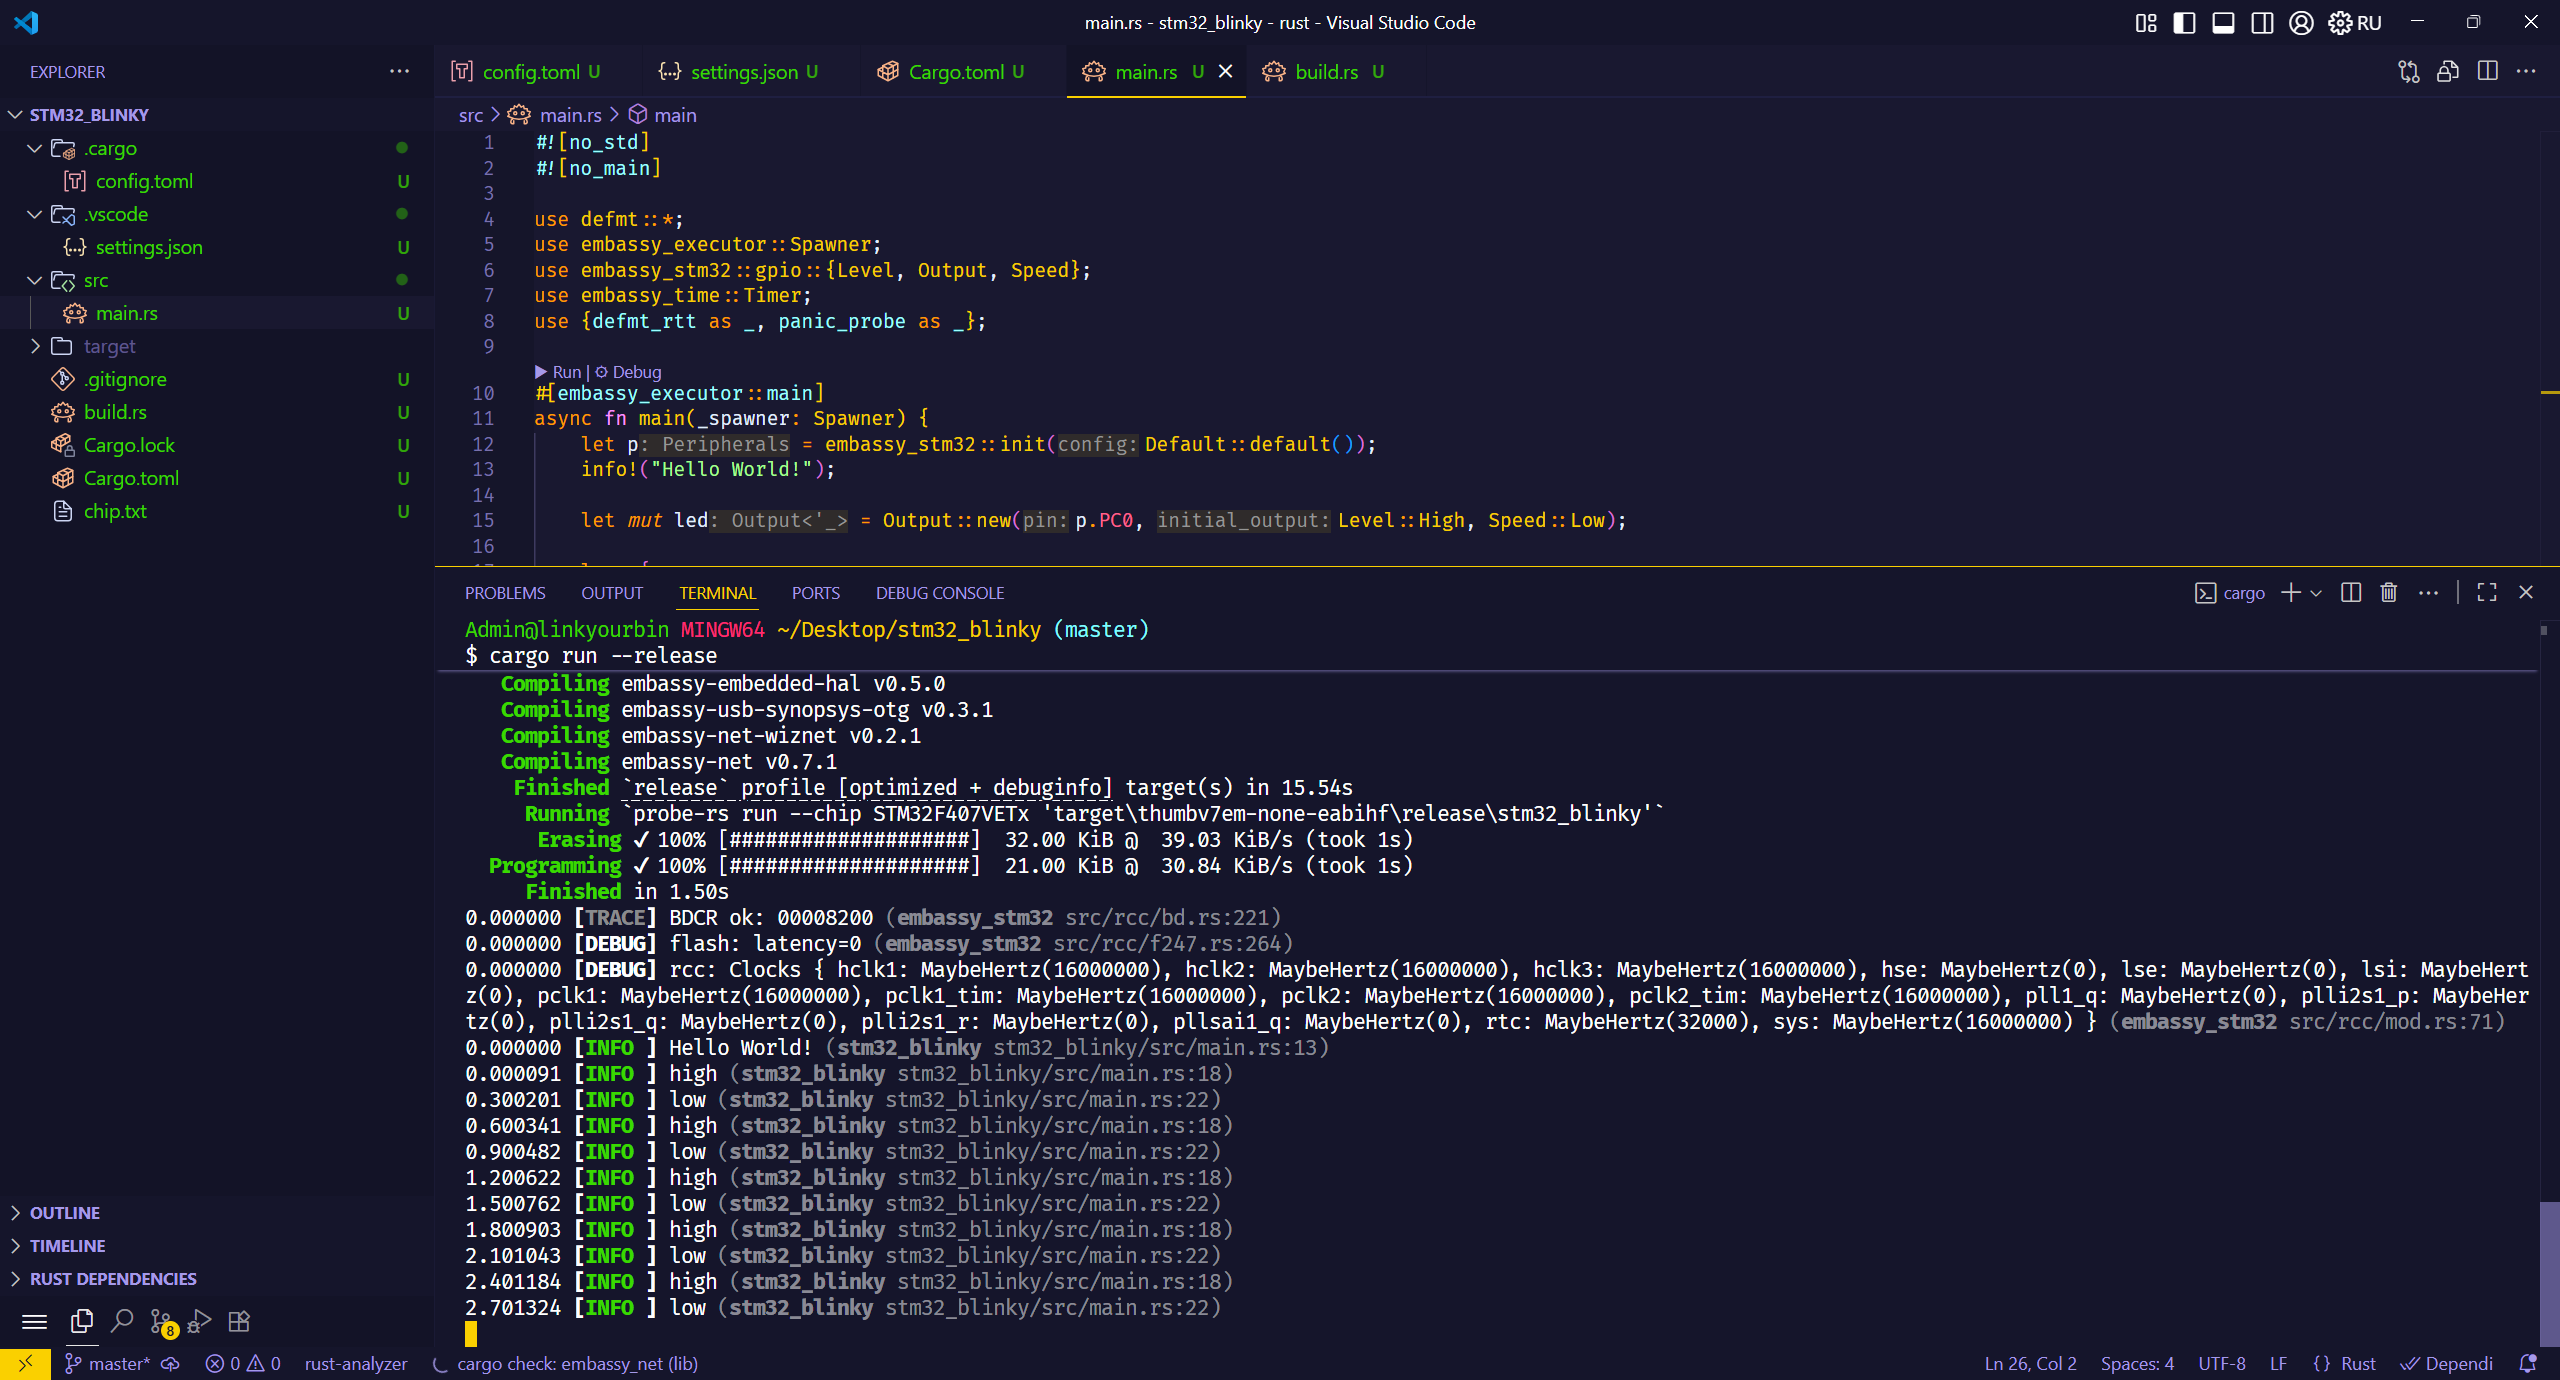 main.rs - stm32_blinky - rust - Visual Studio Code
RU
EXPLORER
STM32_BLINKY
.cargo
config.toml U
.vscode
settings.json U
src
main.rs U
target
.gitignore U
build.rs U
Cargo.lock U
Cargo.toml U
chip.txt U
OUTLINE
TIMELINE
RUST DEPENDENCIES
8
config.toml U
settings.json U
Cargo.toml U
main.rs U
build.rs U
src > main.rs > main
1 #![no_std]
2 #![no_main]
3
4 use defmt::*;
5 use embassy_executor::Spawner;
6 use embassy_stm32::gpio::{Level, Output, Speed};
7 use embassy_time::Timer;
8 use {defmt_rtt as _, panic_probe as _};
9
Run | Debug
10 #[embassy_executor::main]
11 async fn main(_spawner: Spawner) {
12 let p: Peripherals = embassy_stm32::init(config: Default::default());
13 info!("Hello World!");
14
15 let mut led: Output<'_> = Output::new(pin: p.PC0, initial_output: Level::High, Speed::Low);
16
PROBLEMS OUTPUT TERMINAL PORTS DEBUG CONSOLE
cargo
Admin@linkyourbin MINGW64 ~/Desktop/stm32_blinky (master)
$ cargo run --release
Compiling embassy-embedded-hal v0.5.0
Compiling embassy-usb-synopsys-otg v0.3.1
Compiling embassy-net-wiznet v0.2.1
Compiling embassy-net v0.7.1
Finished `release` profile [optimized + debuginfo] target(s) in 15.54s
Running `probe-rs run --chip STM32F407VETx 'target\thumbv7em-none-eabihf\release\stm32_blinky'`
Erasing ✔ 100% [####################] 32.00 KiB @ 39.03 KiB/s (took 1s)
Programming ✔ 100% [####################] 21.00 KiB @ 30.84 KiB/s (took 1s)
Finished in 1.50s
0.000000 [TRACE] BDCR ok: 00008200 (embassy_stm32 src/rcc/bd.rs:221)
0.000000 [DEBUG] flash: latency=0 (embassy_stm32 src/rcc/f247.rs:264)
0.000000 [DEBUG] rcc: Clocks { hclk1: MaybeHertz(16000000), hclk2: MaybeHertz(16000000), hclk3: MaybeHertz(16000000), hse: MaybeHertz(0), lse: MaybeHertz(0), lsi: MaybeHert
z(0), pclk1: MaybeHertz(16000000), pclk1_tim: MaybeHertz(16000000), pclk2: MaybeHertz(16000000), pclk2_tim: MaybeHertz(16000000), pll1_q: MaybeHertz(0), plli2s1_p: MaybeHer
tz(0), plli2s1_q: MaybeHertz(0), plli2s1_r: MaybeHertz(0), pllsai1_q: MaybeHertz(0), rtc: MaybeHertz(32000), sys: MaybeHertz(16000000) } (embassy_stm32 src/rcc/mod.rs:71)
0.000000 [INFO ] Hello World! (stm32_blinky stm32_blinky/src/main.rs:13)
0.000091 [INFO ] high (stm32_blinky stm32_blinky/src/main.rs:18)
0.300201 [INFO ] low (stm32_blinky stm32_blinky/src/main.rs:22)
0.600341 [INFO ] high (stm32_blinky stm32_blinky/src/main.rs:18)
0.900482 [INFO ] low (stm32_blinky stm32_blinky/src/main.rs:22)
1.200622 [INFO ] high (stm32_blinky stm32_blinky/src/main.rs:18)
1.500762 [INFO ] low (stm32_blinky stm32_blinky/src/main.rs:22)
1.800903 [INFO ] high (stm32_blinky stm32_blinky/src/main.rs:18)
2.101043 [INFO ] low (stm32_blinky stm32_blinky/src/main.rs:22)
2.401184 [INFO ] high (stm32_blinky stm32_blinky/src/main.rs:18)
2.701324 [INFO ] low (stm32_blinky stm32_blinky/src/main.rs:22)
master* 0 0 rust-analyzer cargo check: embassy_net (lib) Ln 26, Col 2 Spaces: 4 UTF-8 LF {} Rust Dependi